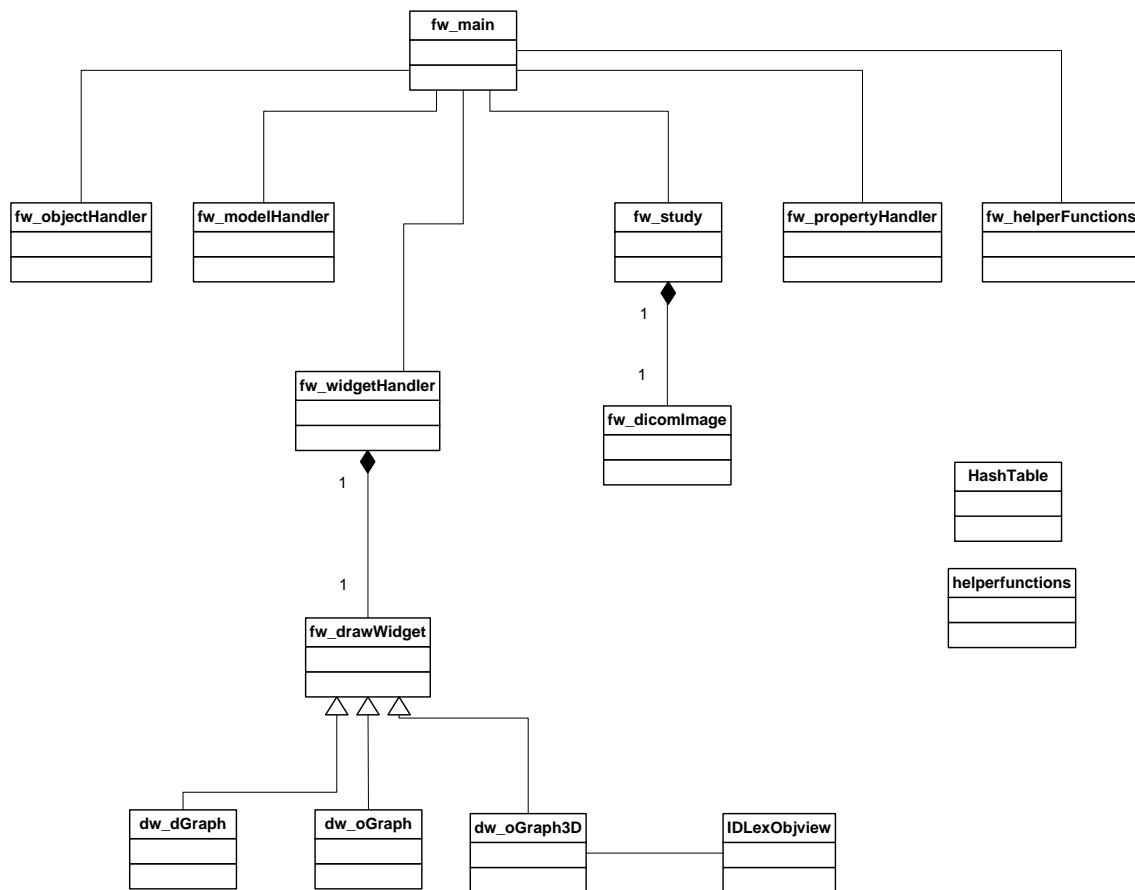 fw_main
fw_objectHandler
fw_modelHandler
fw_study
fw_propertyHandler
fw_helperFunctions
1
1
fw_widgetHandler
fw_dicomImage
HashTable
1
helperfunctions
1
fw_drawWidget
dw_dGraph
dw_oGraph
dw_oGraph3D
IDLexObjview